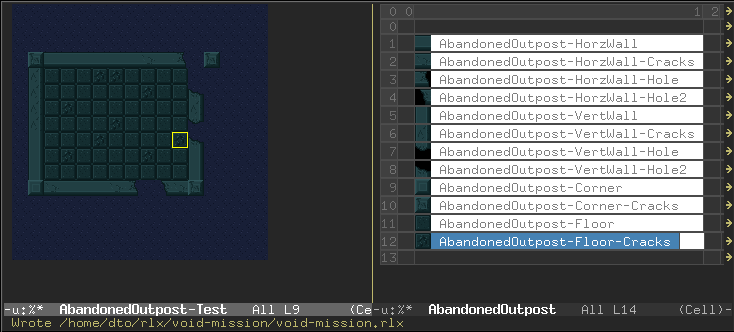 0 0 1 2
0
1 AbandonedOutpost-HorzWall
2 AbandonedOutpost-HorzWall-Cracks
3 AbandonedOutpost-HorzWall-Hole
4 AbandonedOutpost-HorzWall-Hole2
5 AbandonedOutpost-VertWall
6 AbandonedOutpost-VertWall-Cracks
7 AbandonedOutpost-VertWall-Hole
8 AbandonedOutpost-VertWall-Hole2
9 AbandonedOutpost-Corner
10 AbandonedOutpost-Corner-Cracks
11 AbandonedOutpost-Floor
12 AbandonedOutpost-Floor-Cracks
13
-u:%* AbandonedOutpost-Test All L9 (Ce
-u:%* AbandonedOutpost All L14 (Cell)-
Wrote /home/dto/rlx/void-mission/void-mission.rlx